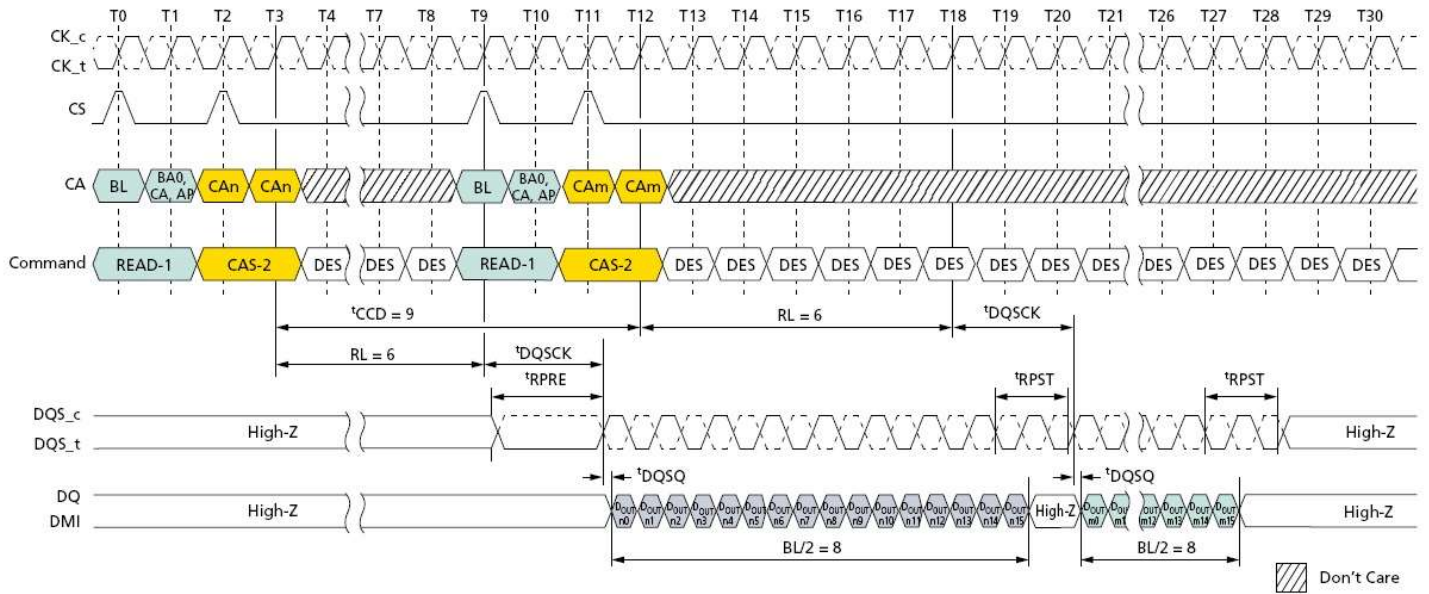 T0 T1 T2 T3 T4 T7 T8 T9 T10 T11 T12 T13 T14 T15 T16 T17 T18 T19 T20 T21 T26 T27 T28 T29 T30
CK_c
CK_t
CS
CA BL BA0, CA, AP CAn CAn BL BA0, CA, AP CAm CAm
Command READ-1 CAS-2 DES DES DES READ-1 CAS-2 DES DES DES DES DES DES DES DES DES DES DES DES DES DES
tCCD = 9 RL = 6 tDQSCK
RL = 6 tDQSCK
tRPRE tRPST tRPST
DQS_c
DQS_t High-Z High-Z
tDQSQ tDQSQ
DQ
DMI High-Z DOUT n0 DOUT n1 DOUT n2 DOUT n3 DOUT n4 DOUT n5 DOUT n6 DOUT n7 DOUT n8 DOUT n9 DOUT n10 DOUT n11 DOUT n12 DOUT n13 DOUT n14 DOUT n15 High-Z DOUT m0 DOUT m1 DOUT m12 DOUT m13 DOUT m14 DOUT m15 High-Z
BL/2 = 8 BL/2 = 8
Don't Care